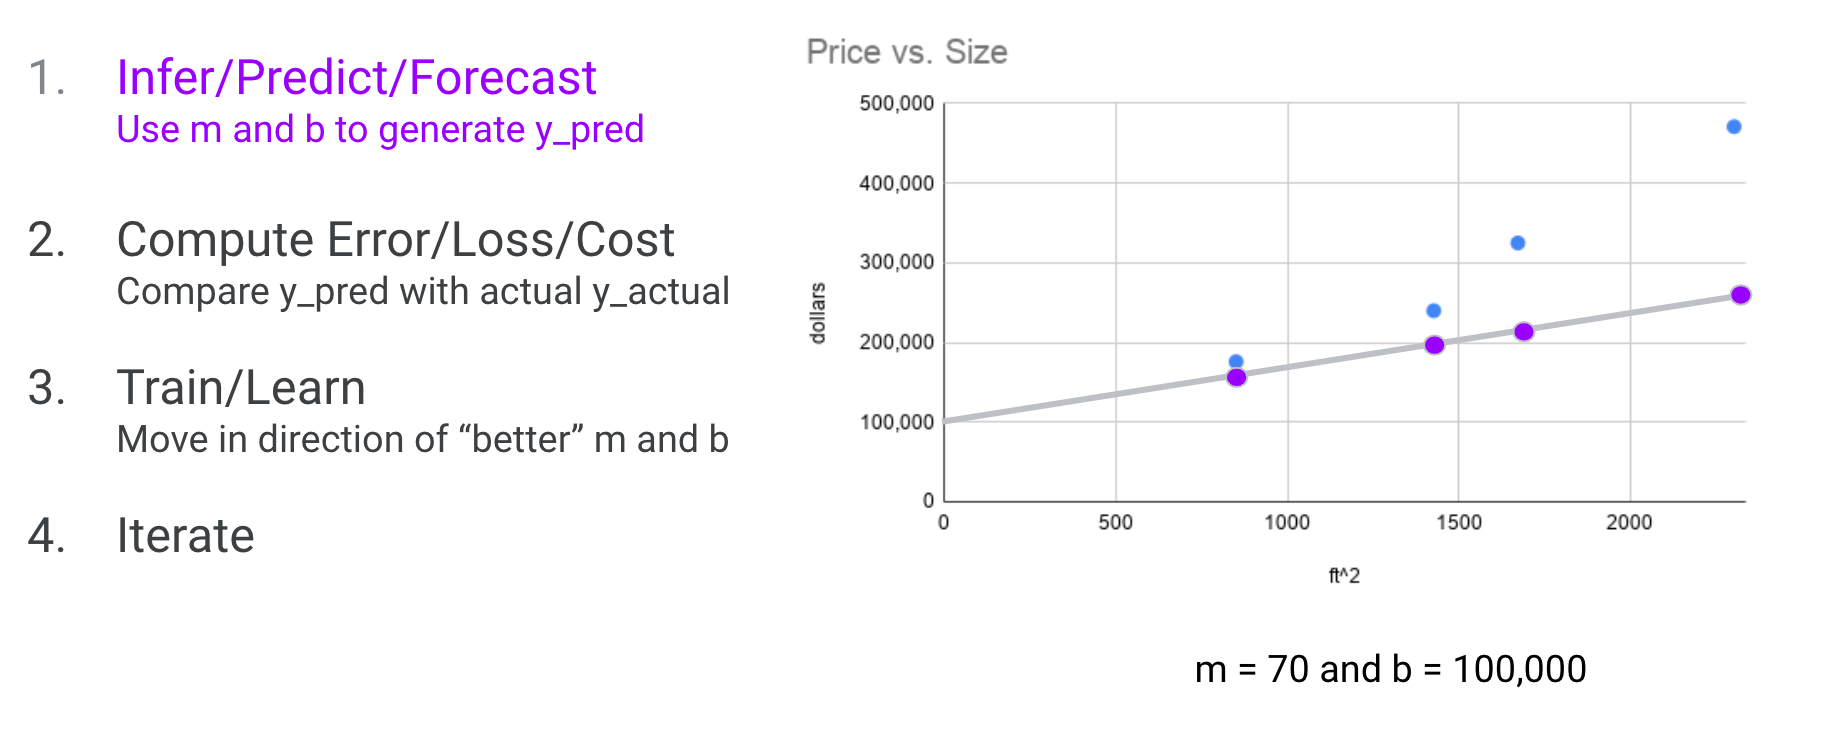 1. Infer/Predict/Forecast
Use m and b to generate y_pred
2. Compute Error/Loss/Cost
Compare y_pred with actual y_actual
3. Train/Learn
Move in direction of “better” m and b
4. Iterate
Price vs. Size
500,000
400,000
300,000
200,000
100,000
0
dollars
0 500 1000 1500 2000
ft^2
m = 70 and b = 100,000